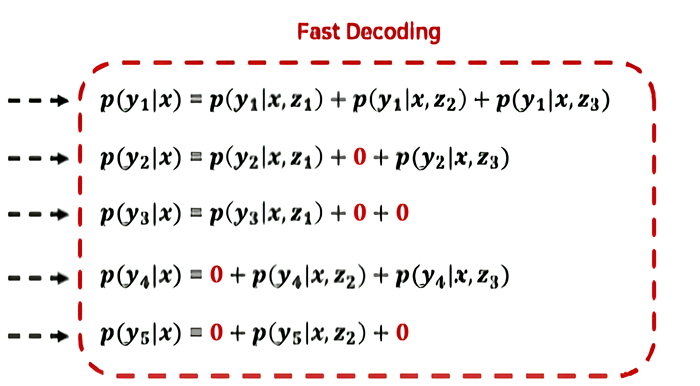 Fast Decoding
p(y₁|x) = p(y₁|x, z₁) + p(y₁|x, z₂) + p(y₁|x, z₃)
p(y₂|x) = p(y₂|x, z₁) + 0 + p(y₂|x, z₃)
p(y₃|x) = p(y₃|x, z₁) + 0 + 0
p(y₄|x) = 0 + p(y₄|x, z₂) + p(y₄|x, z₃)
p(y₅|x) = 0 + p(y₅|x, z₂) + 0